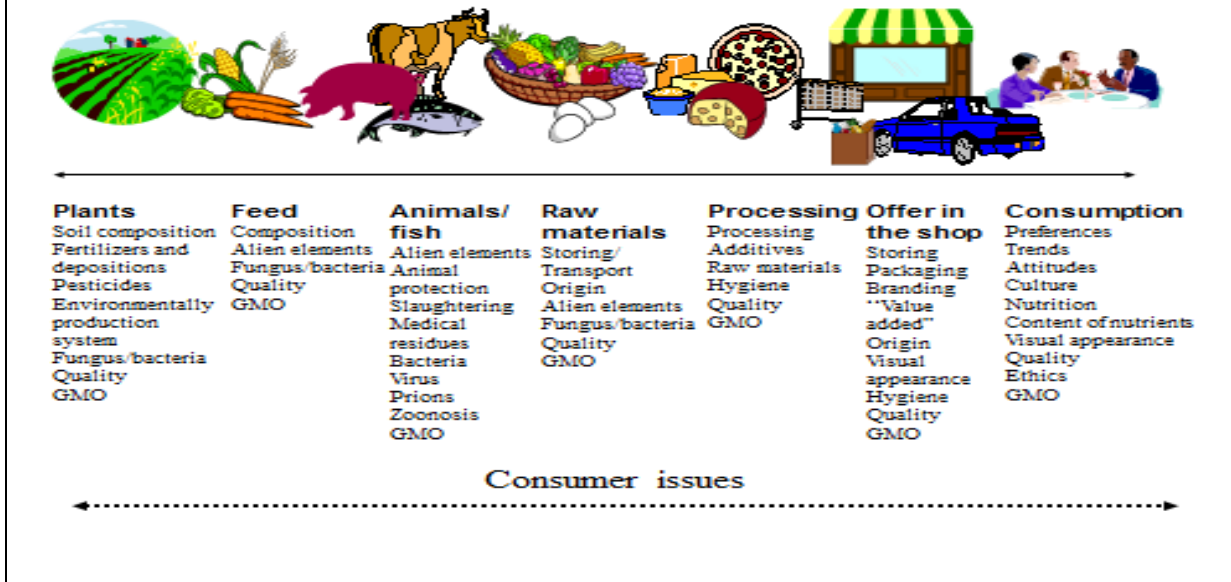 Plants
Soil composition
Fertilizers and
depositions
Pesticides
Environmentally
production
system
Fungus/bacteria
Quality
GMO
Feed
Composition
Alien elements
Fungus/bacteria
Quality
GMO
Animals/
fish
Alien elements
Animal
protection
Slaughtering
Medical
residues
Bacteria
Virus
Prions
Zoonosis
GMO
Raw
materials
Storing/
Transport
Origin
Alien elements
Fungus/bacteria
Quality
GMO
Processing
Processing
Additives
Raw materials
Hygiene
Quality
GMO
Offer in
the shop
Storing
Packaging
Branding
‘‘Value
added”
Origin
Visual
appearance
Hygiene
Quality
GMO
Consumption
Preferences
Trends
Attitudes
Culture
Nutrition
Content of nutrients
Visual appearance
Quality
Ethics
GMO
Consumer issues